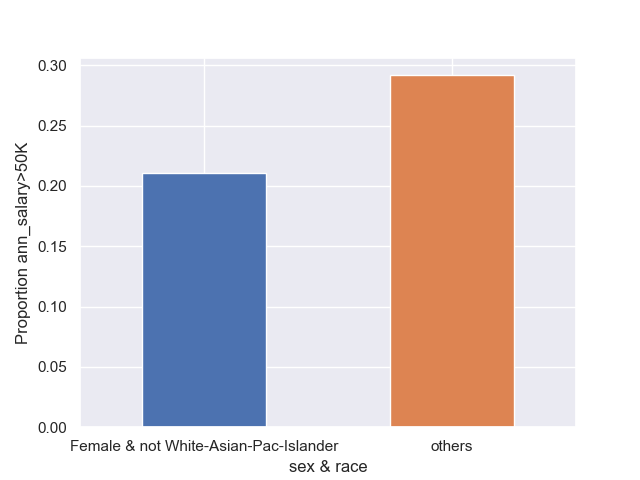 0.30
0.25
0.20
0.15
0.10
0.05
0.00
Proportion ann_salary>50K
Female & not White-Asian-Pac-Islander
others
sex & race